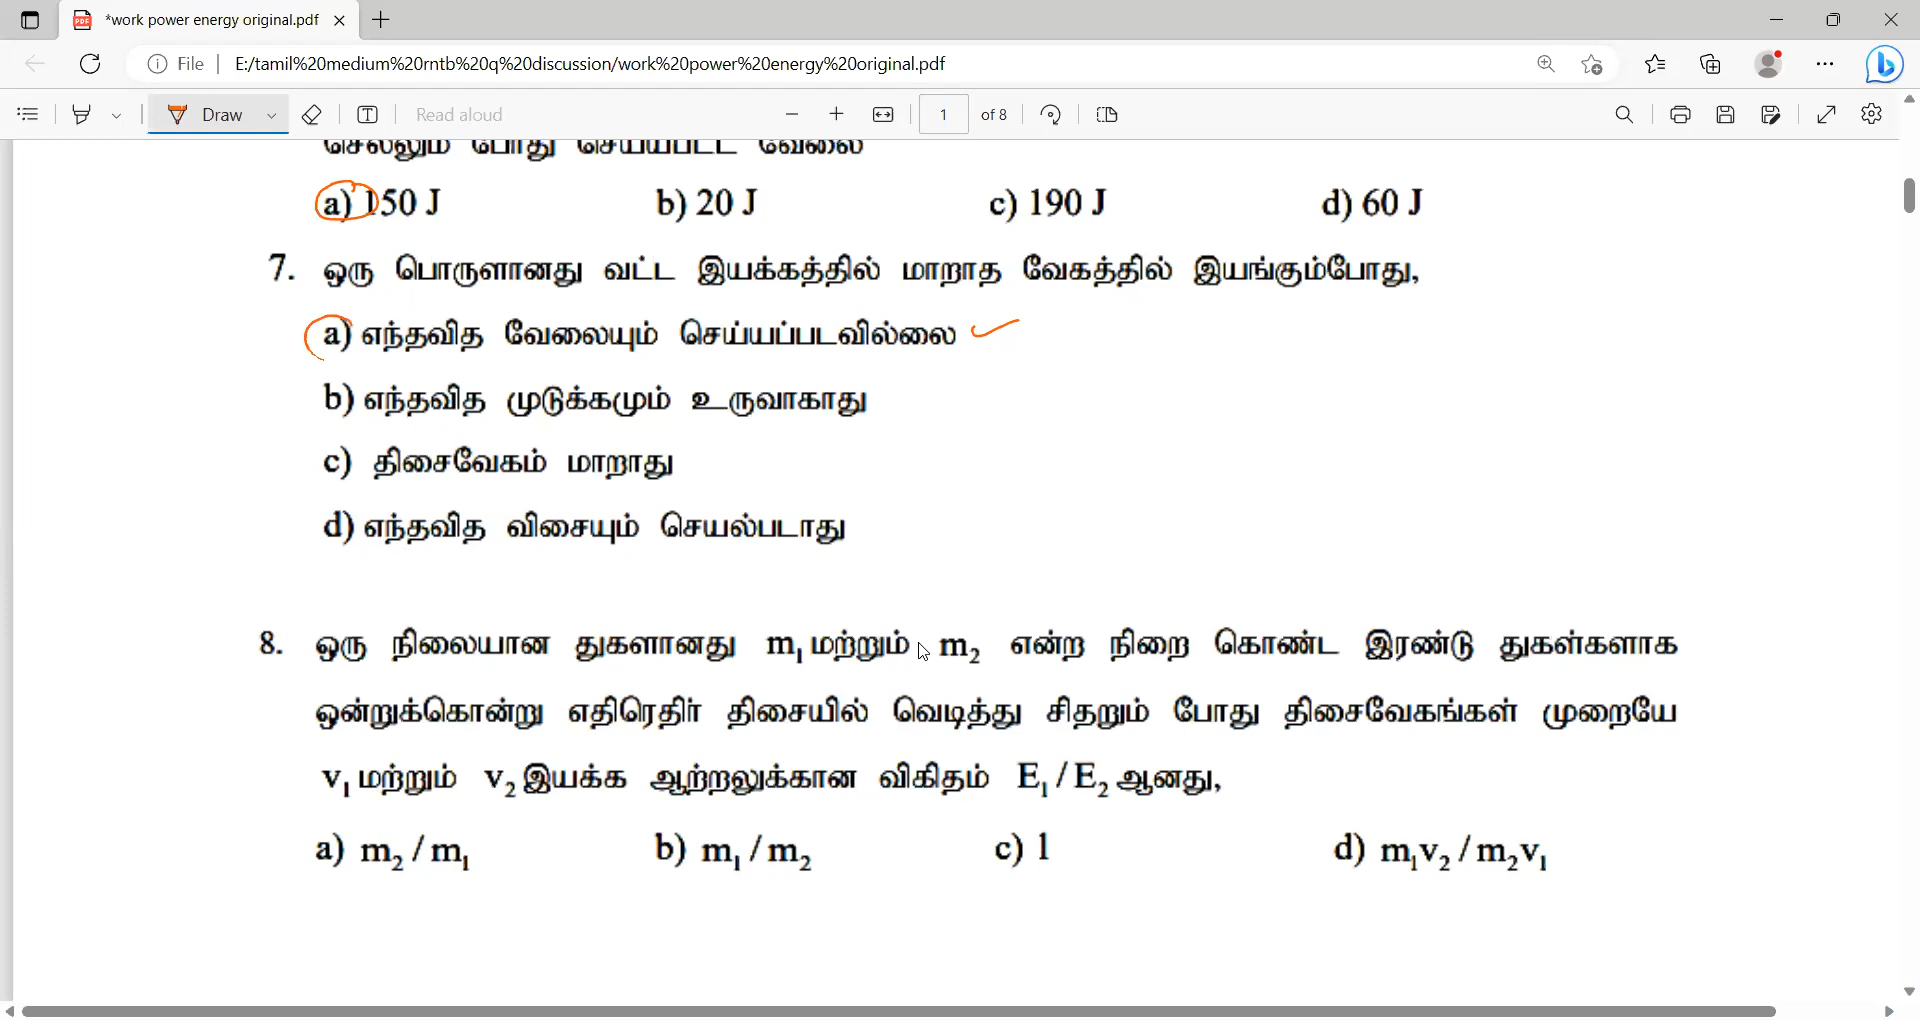 *work power energy original.pdf
File E:/tamil%20medium%20rntb%20q%20discussion/work%20power%20energy%20original.pdf
Draw Read aloud 1 of 8
செல்லும் போது செய்யப்பட்ட வேலை
a) 150 J b) 20 J c) 190 J d) 60 J
7. ஒரு பொருளானது வட்ட இயக்கத்தில் மாறாத வேகத்தில் இயங்கும்போது,
a) எந்தவித வேலையும் செய்யப்படவில்லை
b) எந்தவித முடுக்கமும் உருவாகாது
c) திசைவேகம் மாறாது
d) எந்தவித விசையும் செயல்படாது
8. ஒரு நிலையான துகளானது m₁ மற்றும் m₂ என்ற நிறை கொண்ட இரண்டு துகள்களாக
ஒன்றுக்கொன்று எதிரெதிர் திசையில் வெடித்து சிதறும் போது திசைவேகங்கள் முறையே
v₁ மற்றும் v₂ இயக்க ஆற்றலுக்கான விகிதம் E₁ / E₂ ஆனது,
a) m₂ / m₁ b) m₁ / m₂ c) 1 d) m₁v₂ / m₂v₁